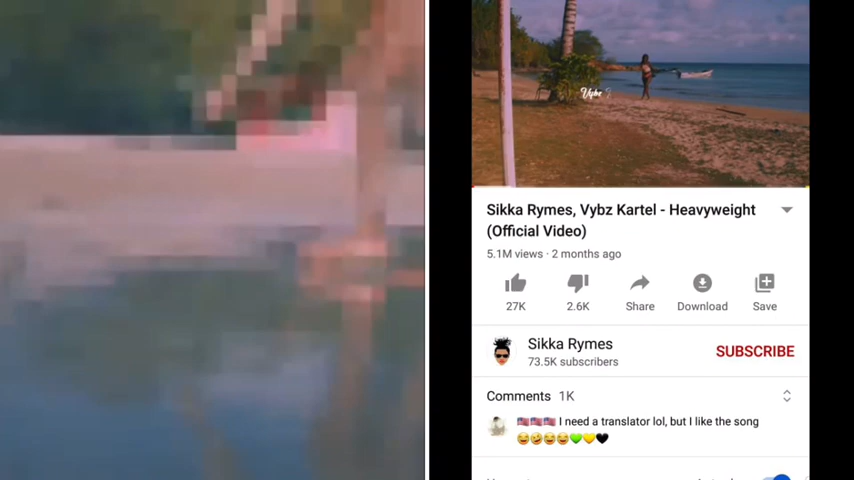 Vybz
Sikka Rymes, Vybz Kartel - Heavyweight
(Official Video)
5.1M views · 2 months ago
27K
2.6K
Share
Download
Save
Sikka Rymes
73.5K subscribers
SUBSCRIBE
Comments 1K
🇺🇸🇺🇸🇺🇸 I need a translator lol, but I like the song
😂🤣😂😂💚💛🖤